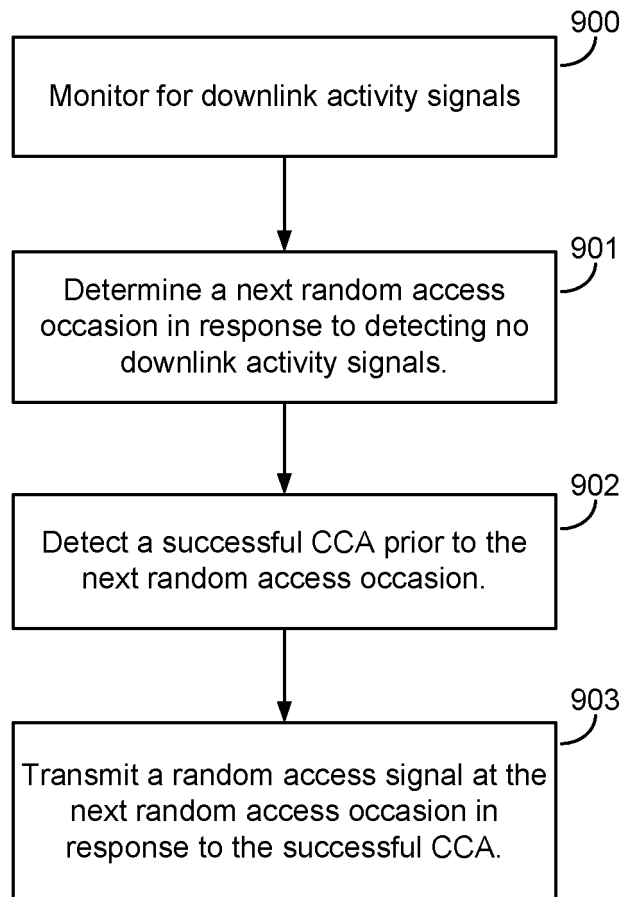 900
Monitor for downlink activity signals
901
Determine a next random access
occasion in response to detecting no
downlink activity signals.
902
Detect a successful CCA prior to the
next random access occasion.
903
Transmit a random access signal at the
next random access occasion in
response to the successful CCA.